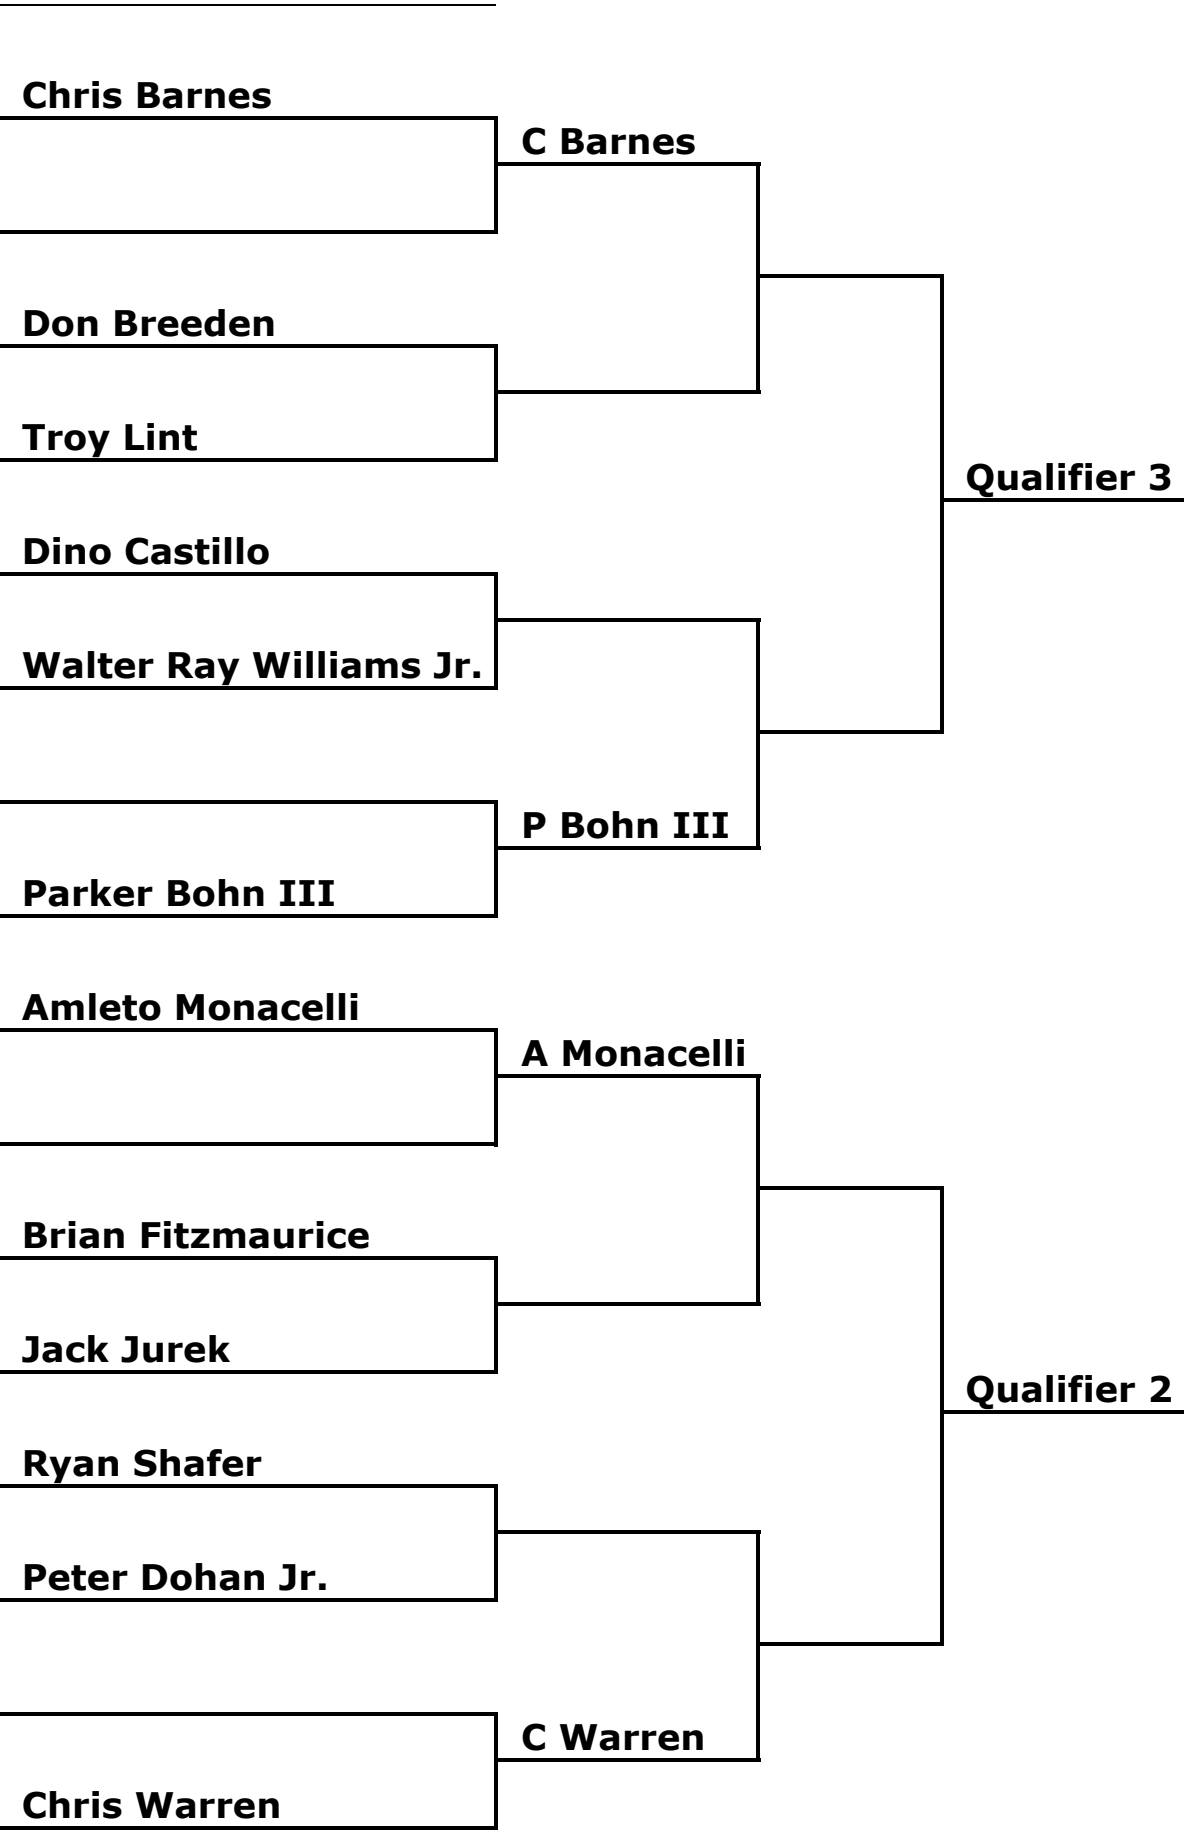 Chris Barnes
C Barnes
Don Breeden
Troy Lint
Qualifier 3
Dino Castillo
Walter Ray Williams Jr.
P Bohn III
Parker Bohn III
Amleto Monacelli
A Monacelli
Brian Fitzmaurice
Jack Jurek
Qualifier 2
Ryan Shafer
Peter Dohan Jr.
C Warren
Chris Warren